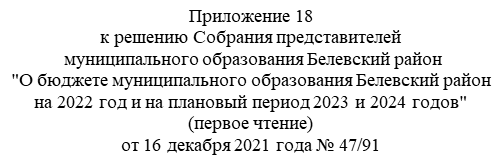 Приложение 18
к решению Собрания представителей
муниципального образования Белевский район
"О бюджете муниципального образования Белевский район
на 2022 год и на плановый период 2023 и 2024 годов"
(первое чтение)
от 16 декабря 2021 года № 47/91